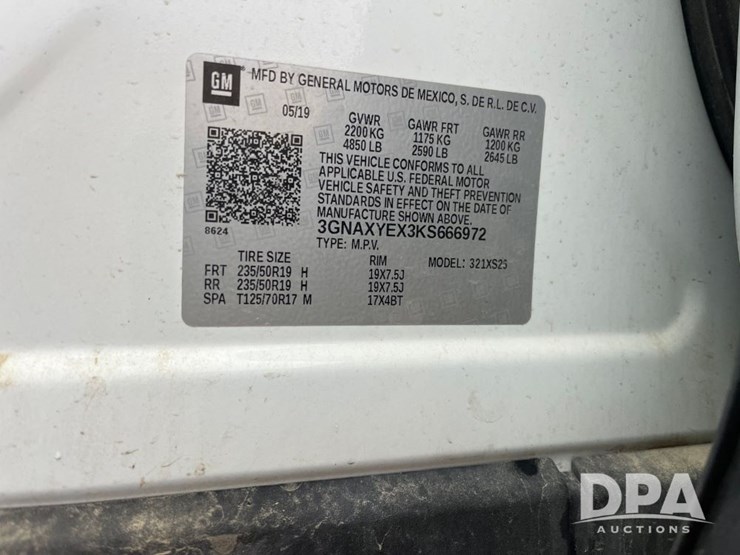 GM
MFD BY GENERAL MOTORS DE MEXICO, S. DE R.L. DE C.V.
05/19 GVWR GAWR FRT GAWR RR
2200 KG 1175 KG 1200 KG
4850 LB 2590 LB 2645 LB
THIS VEHICLE CONFORMS TO ALL
APPLICABLE U.S. FEDERAL MOTOR
VEHICLE SAFETY AND THEFT PREVENTION
STANDARDS IN EFFECT ON THE DATE OF
MANUFACTURE SHOWN ABOVE.
8624 3GNAXYEX3KS666972
TYPE: M.P.V.
TIRE SIZE RIM MODEL: 321XS25
FRT 235/50R19 H 19X7.5J
RR 235/50R19 H 19X7.5J
SPA T125/70R17 M 17X4BT
DPA
AUCTIONS